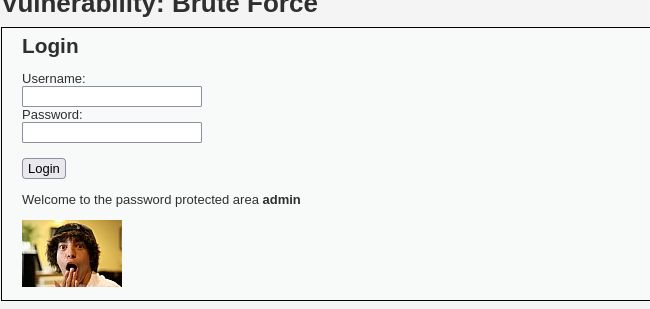 Vulnerability: Brute Force
Login
Username:
Password:
Login
Welcome to the password protected area admin